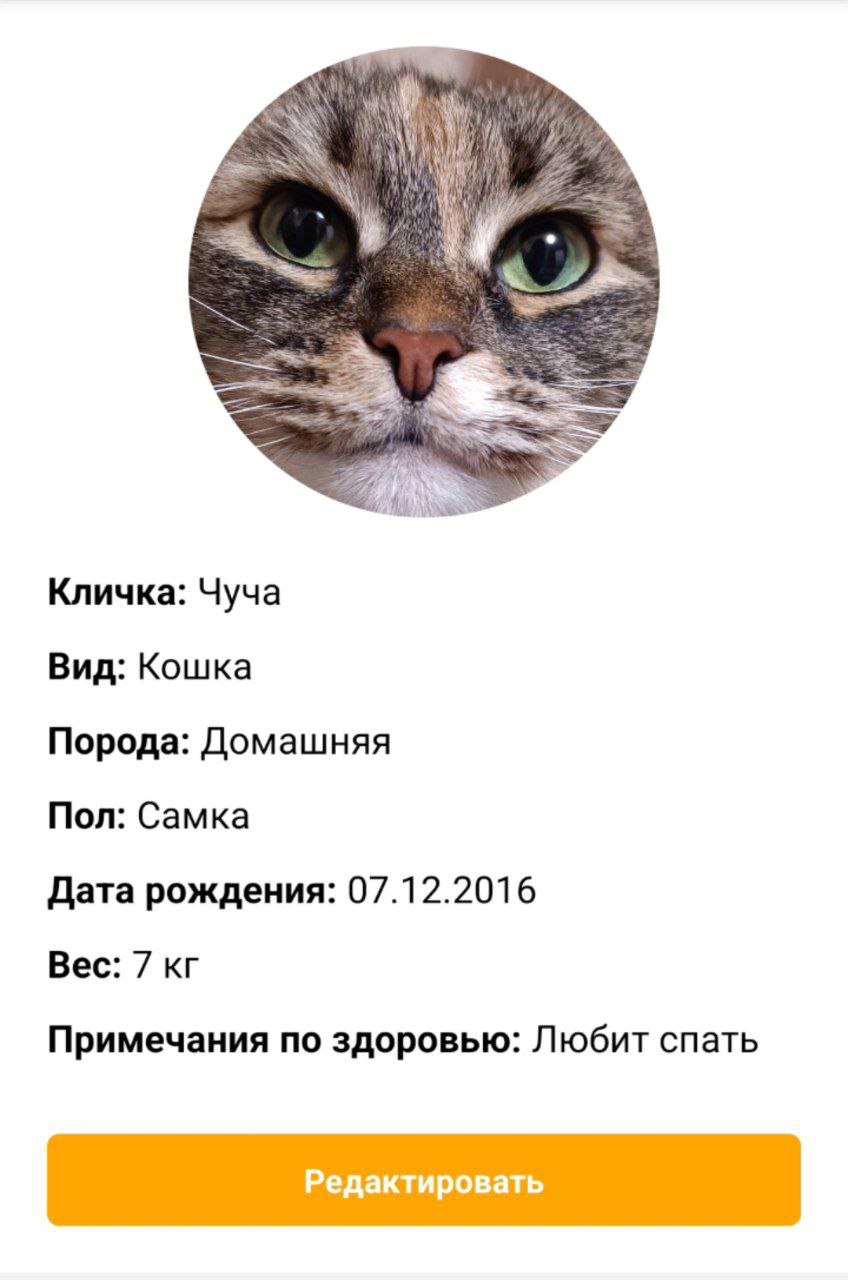 Кличка: Чуча
Вид: Кошка
Порода: Домашняя
Пол: Самка
Дата рождения: 07.12.2016
Вес: 7 кг
Примечания по здоровью: Любит спать
Редактировать